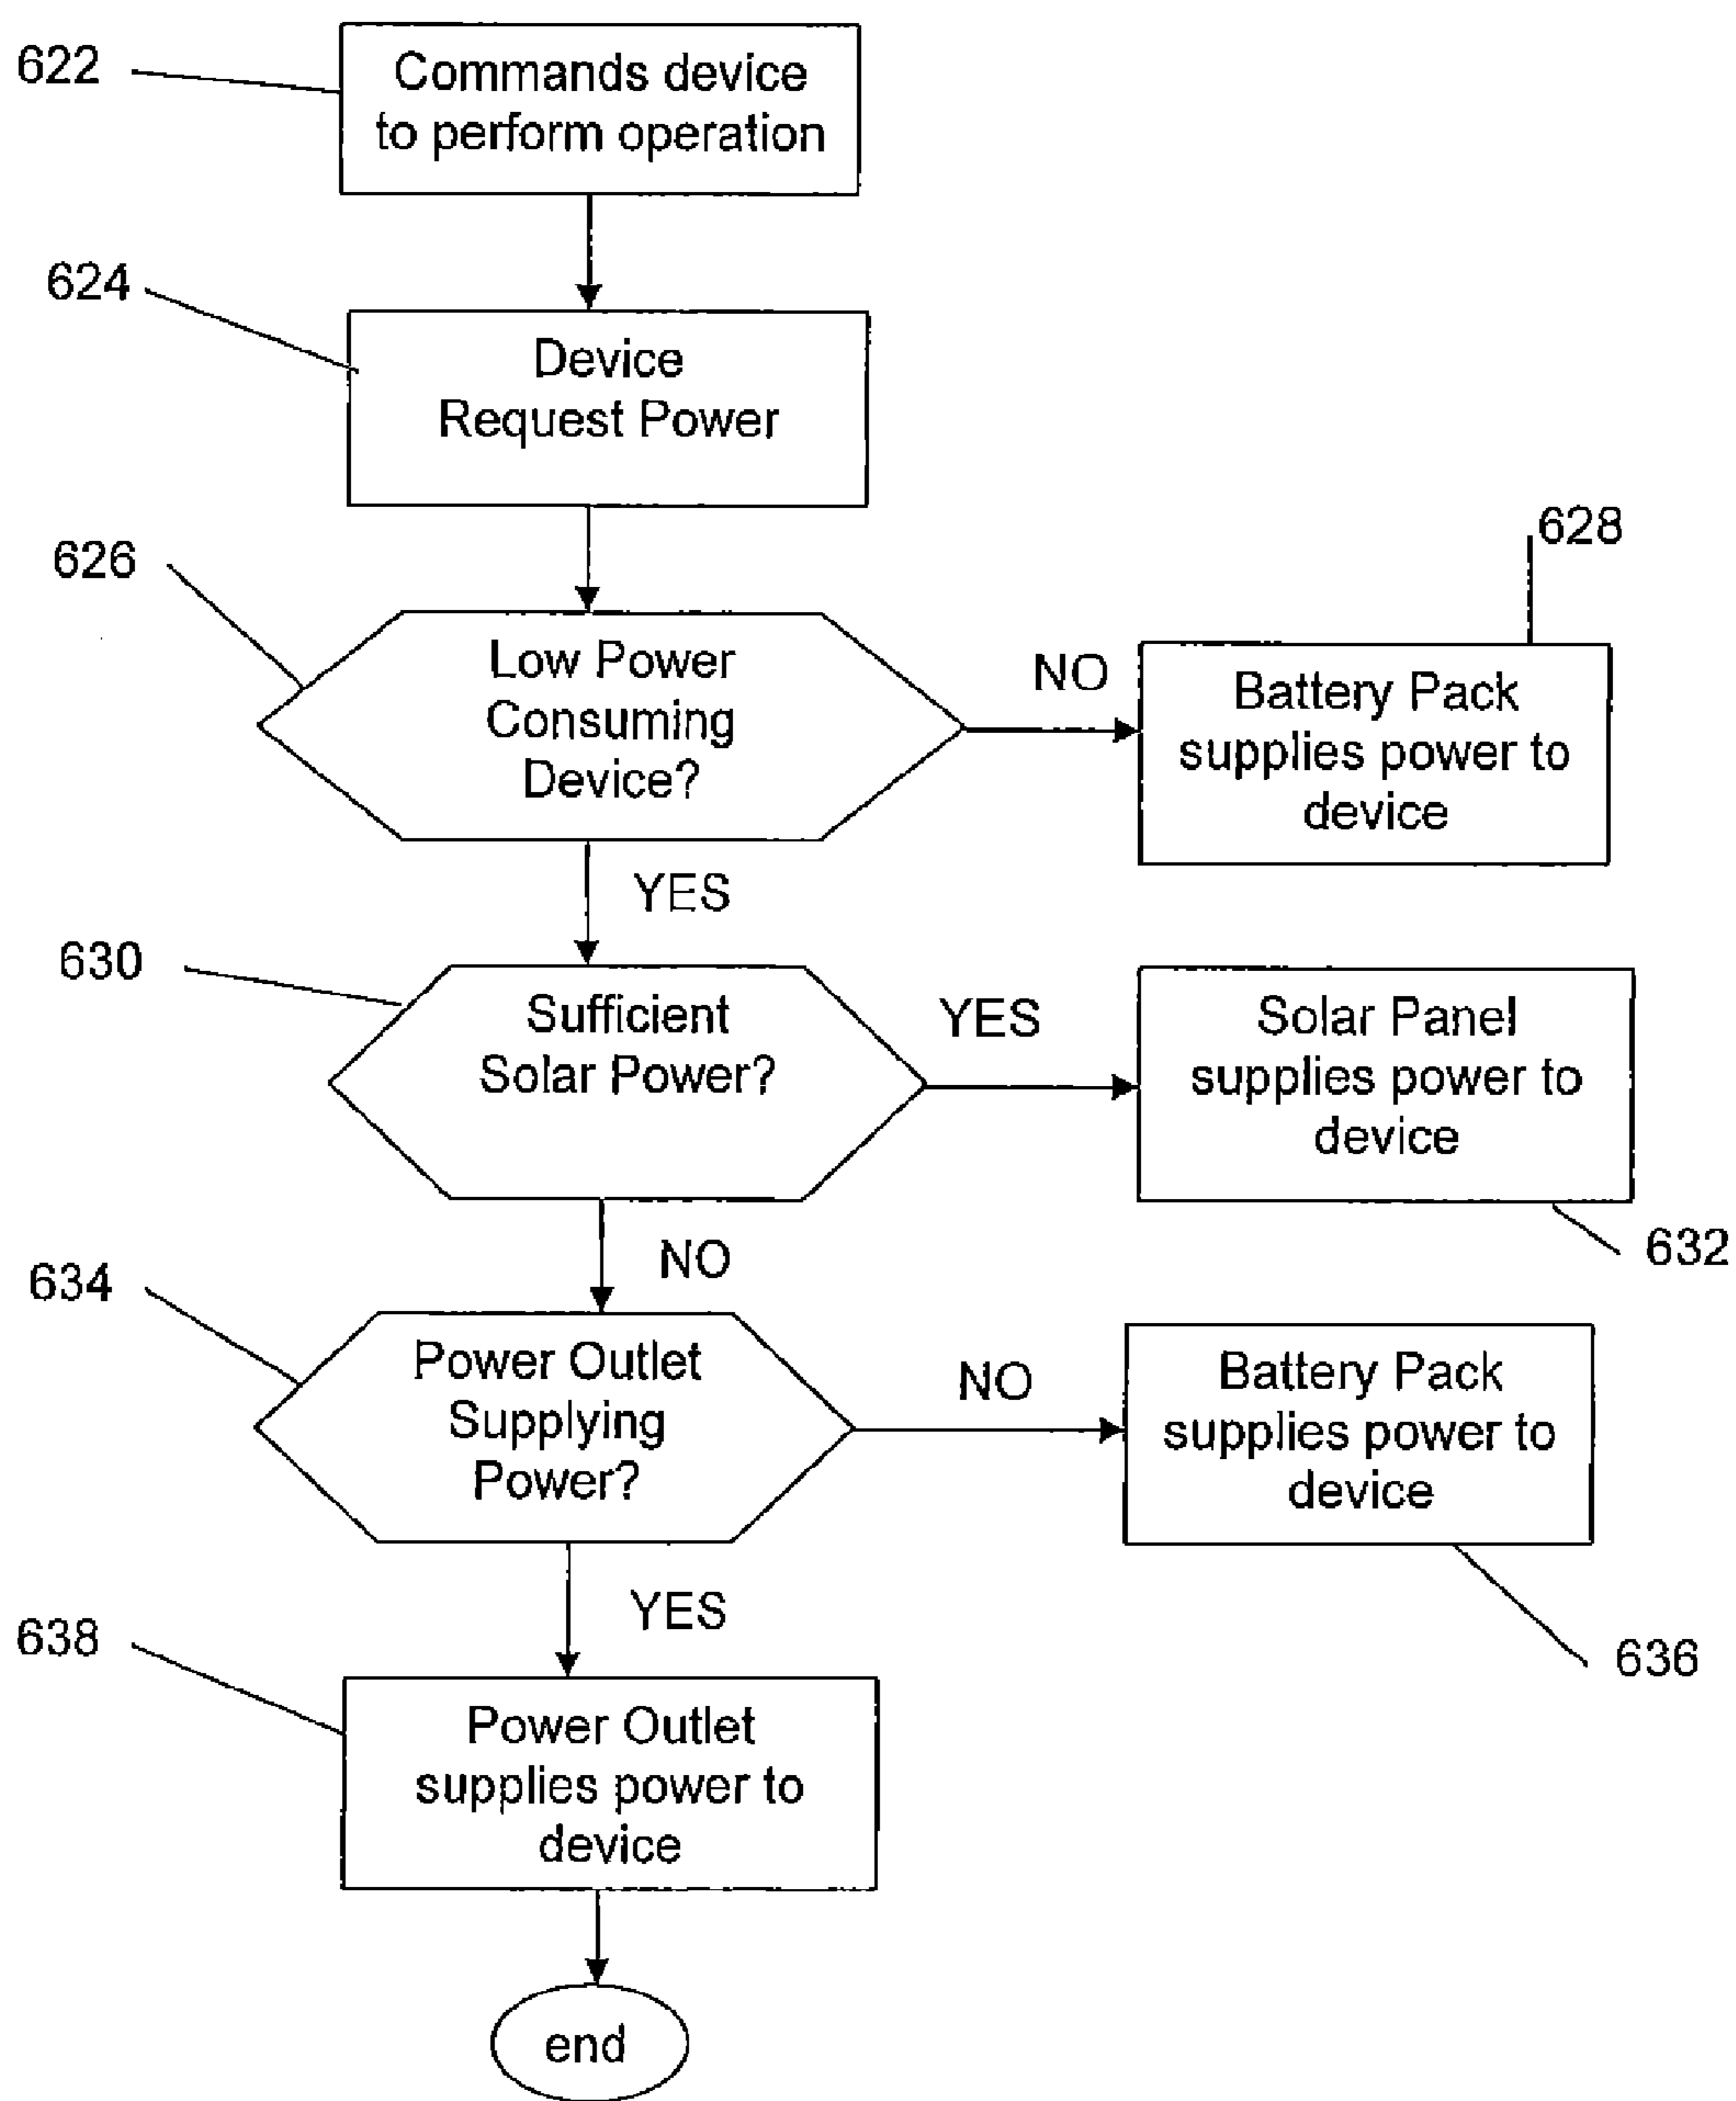 622
Commands device
to perform operation
624
Device
Request Power
626
Low Power
Consuming
Device?
NO
628
Battery Pack
supplies power to
device
YES
630
Sufficient
Solar Power?
YES
Solar Panel
supplies power to
device
632
NO
634
Power Outlet
Supplying
Power?
NO
Battery Pack
supplies power to
device
636
YES
638
Power Outlet
supplies power to
device
end